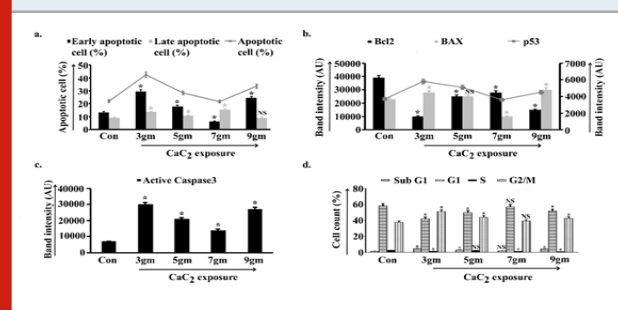 a.
Early apoptotic cell (%)
Late apoptotic cell (%)
Apoptotic cell (%)
Apoptotic cell (%)
50
40
30
20
10
0
* * * * * * * * NS
Con 3gm 5gm 7gm 9gm
CaC2 exposure
b.
Bcl2 BAX p53
Band intensity (AU)
50000
40000
30000
20000
10000
0
* * * NS * * * *
7000
6000
4000
2000
0
Band intensity (AU)
Con 3gm 5gm 7gm 9gm
CaC2 exposure
c.
Active Caspase3
Band intensity (AU)
40000
30000
20000
10000
0
* * * *
Con 3gm 5gm 7gm 9gm
CaC2 exposure
d.
Sub G1 G1 S G2/M
Cell count (%)
80
60
40
20
0
* * * * * * NS * NS NS * NS * * * *
Con 3gm 5gm 7gm 9gm
CaC2 exposure